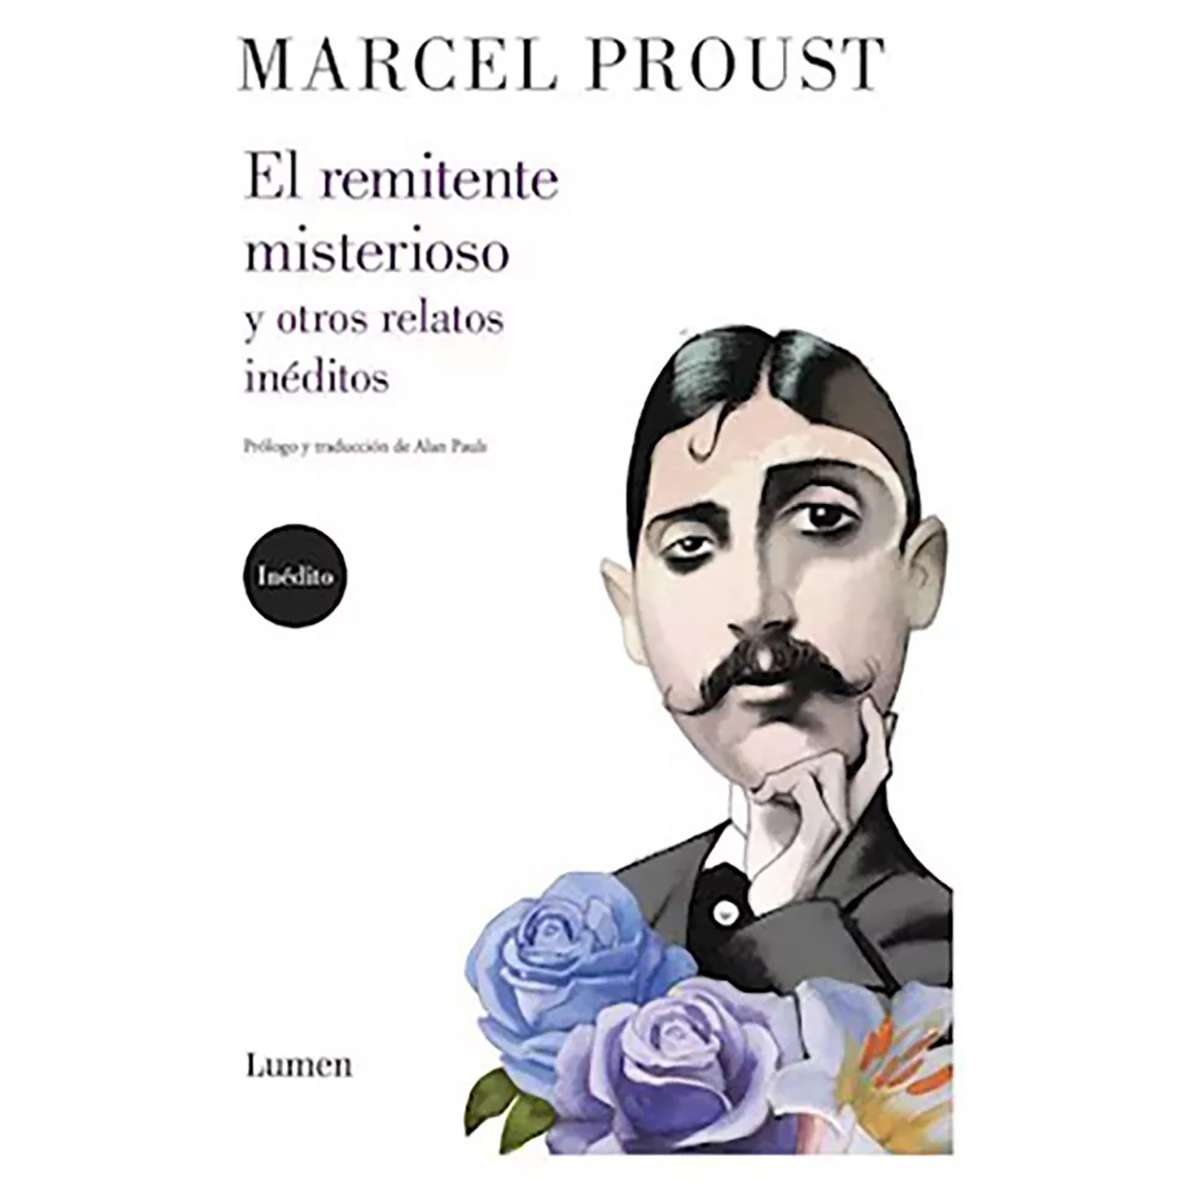 MARCEL PROUST
El remitente
misterioso
y otros relatos
inéditos
Prólogo y traducción de Alan Pauls
Inédito
Lumen